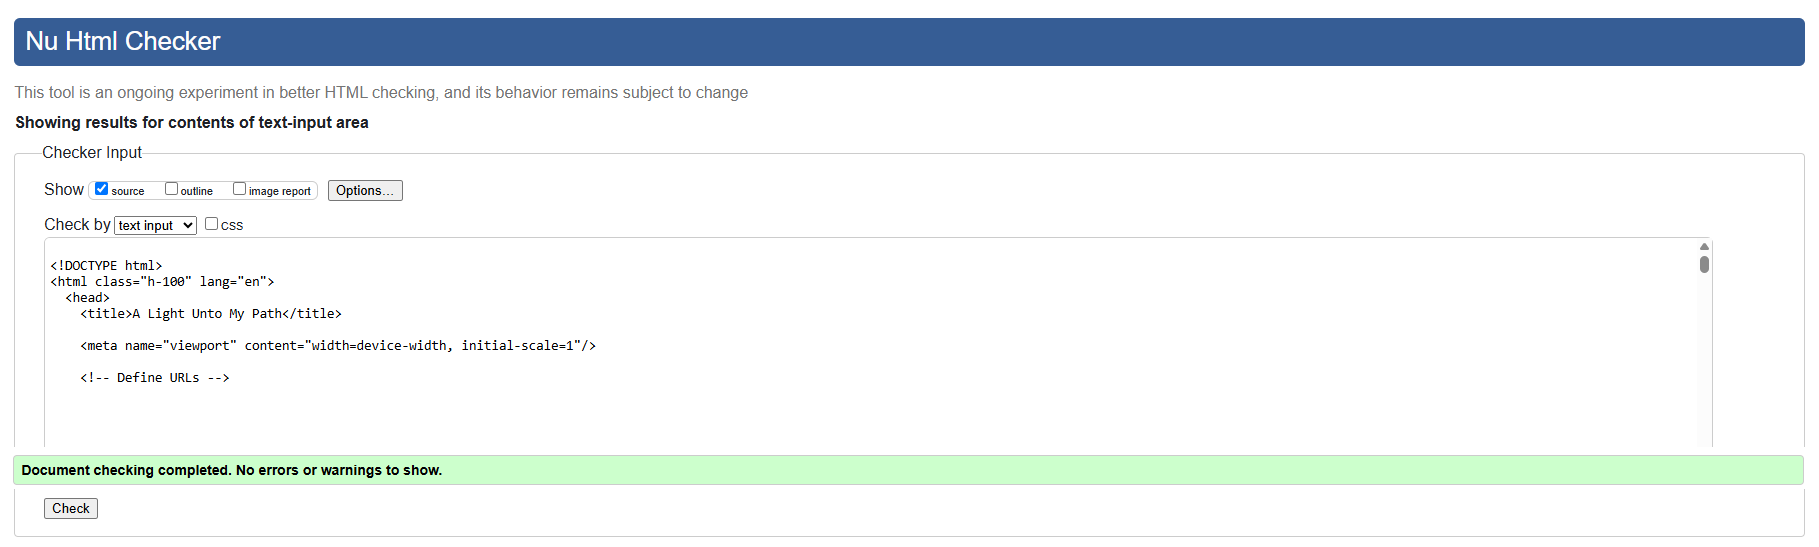 Nu Html Checker
This tool is an ongoing experiment in better HTML checking, and its behavior remains subject to change
Showing results for contents of text-input area
Checker Input
Show source outline image report Options...
Check by text input css
<!DOCTYPE html>
<html class="h-100" lang="en">
<head>
<title>A Light Unto My Path</title>
<meta name="viewport" content="width=device-width, initial-scale=1"/>
<!-- Define URLs -->
Document checking completed. No errors or warnings to show.
Check